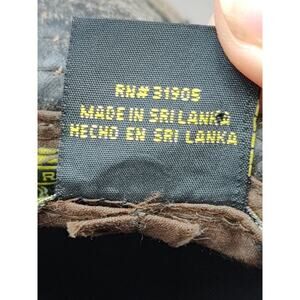 RN# 31905
MADE IN SRI LANKA
HECHO EN SRI LANKA
R